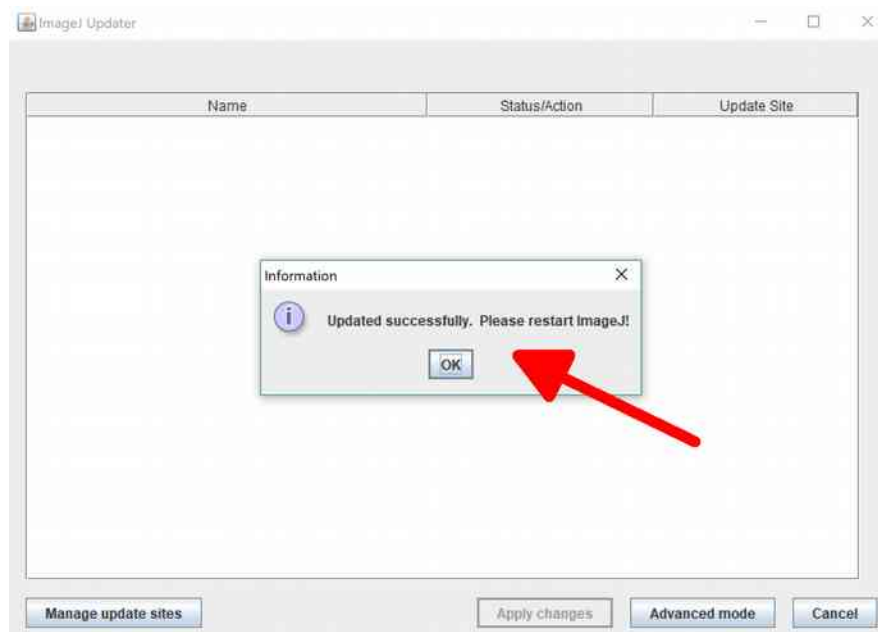 ImageJ Updater
Name Status/Action Update Site
Information
i
Updated successfully. Please restart ImageJ!
OK
Manage update sites Apply changes Advanced mode Cancel